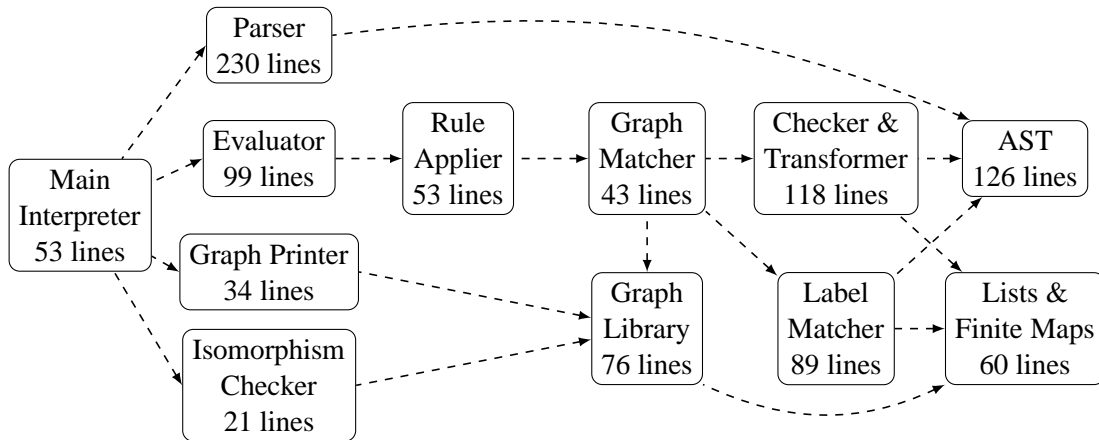 Parser
230 lines
Evaluator
99 lines
Rule
Applier
53 lines
Graph
Matcher
43 lines
Checker &
Transformer
118 lines
AST
126 lines
Main
Interpreter
53 lines
Graph Printer
34 lines
Isomorphism
Checker
21 lines
Graph
Library
76 lines
Label
Matcher
89 lines
Lists &
Finite Maps
60 lines